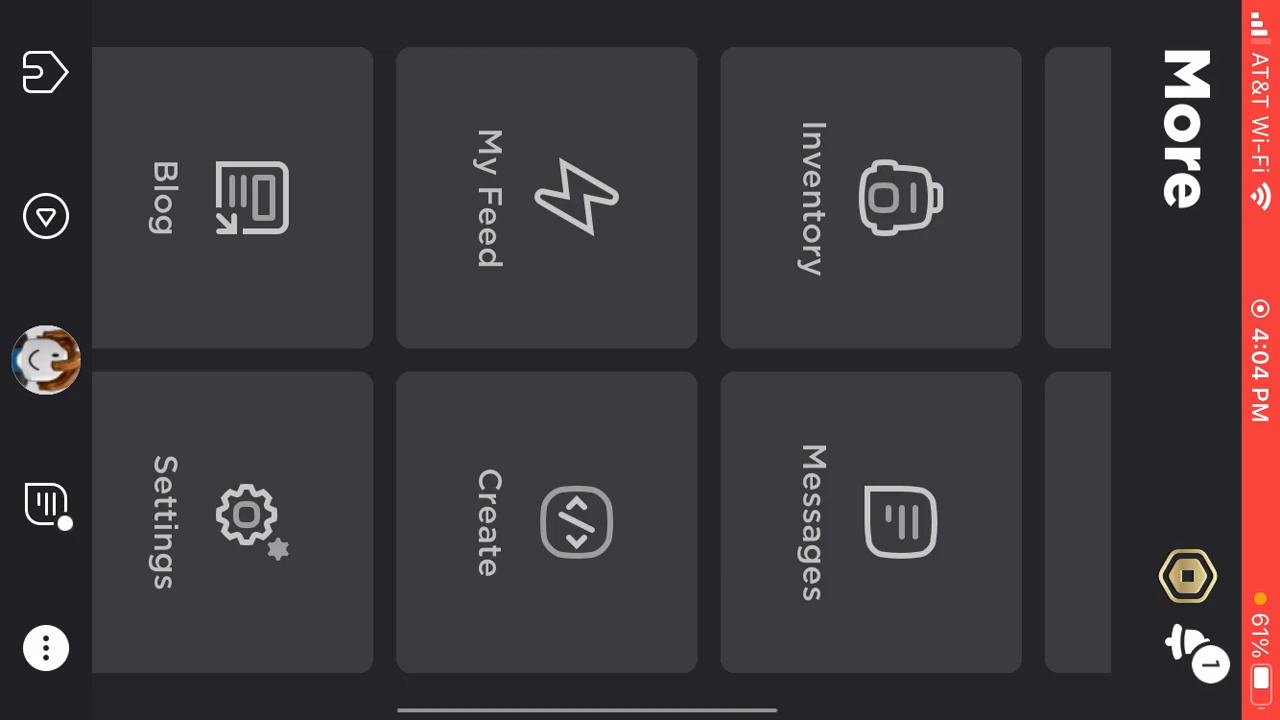 AT&T Wi-Fi 4:04 PM 61%
More
1
Inventory Messages
My Feed Create
Blog Settings